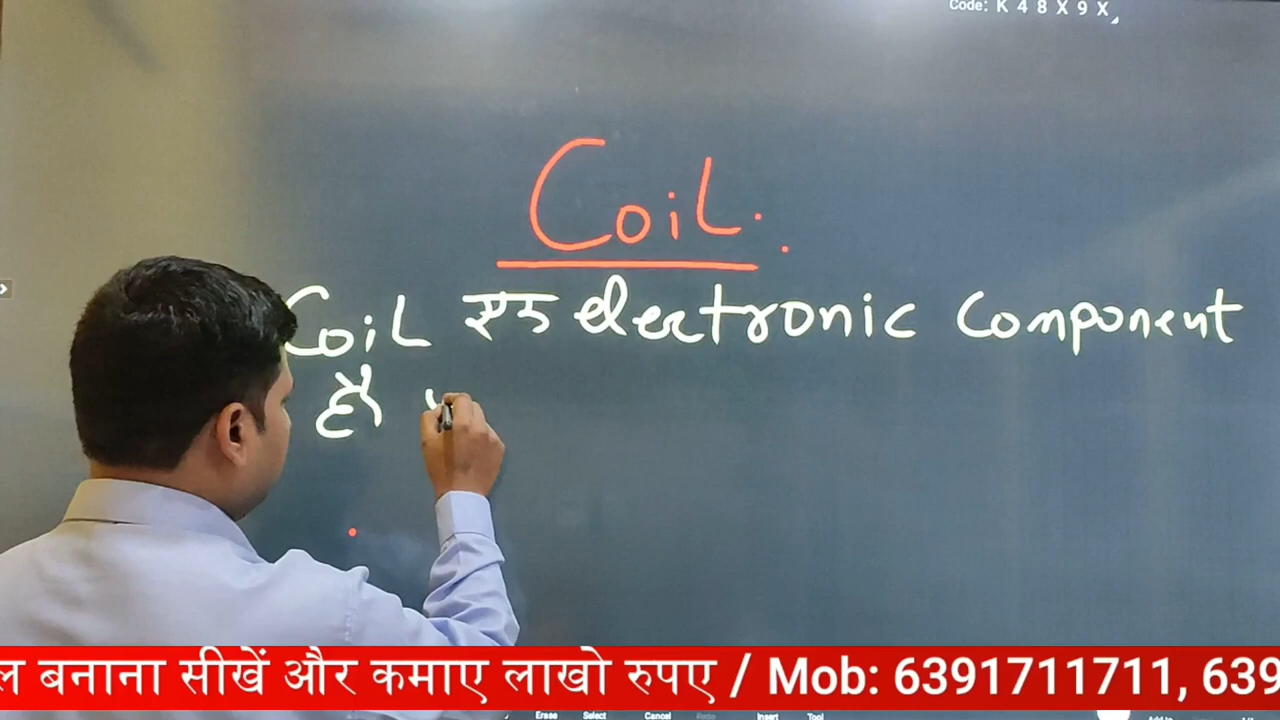 Code: K 4 8 X 9 X
CoiL.
CoiL एक electronic Component
है
ल बनाना सीखें और कमाए लाखो रुपए / Mob: 6391711711, 639
Erase Select Cancel Redo Insert Tool